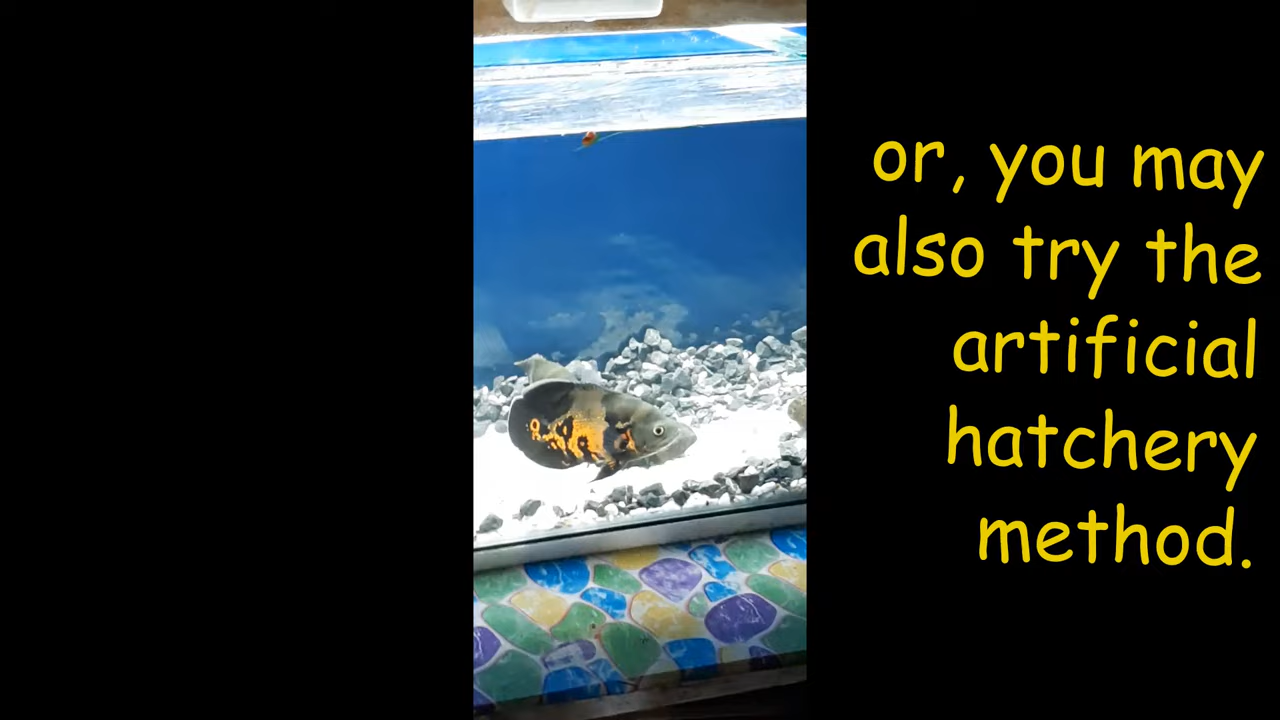 or, you may
also try the
artificial
hatchery
method.